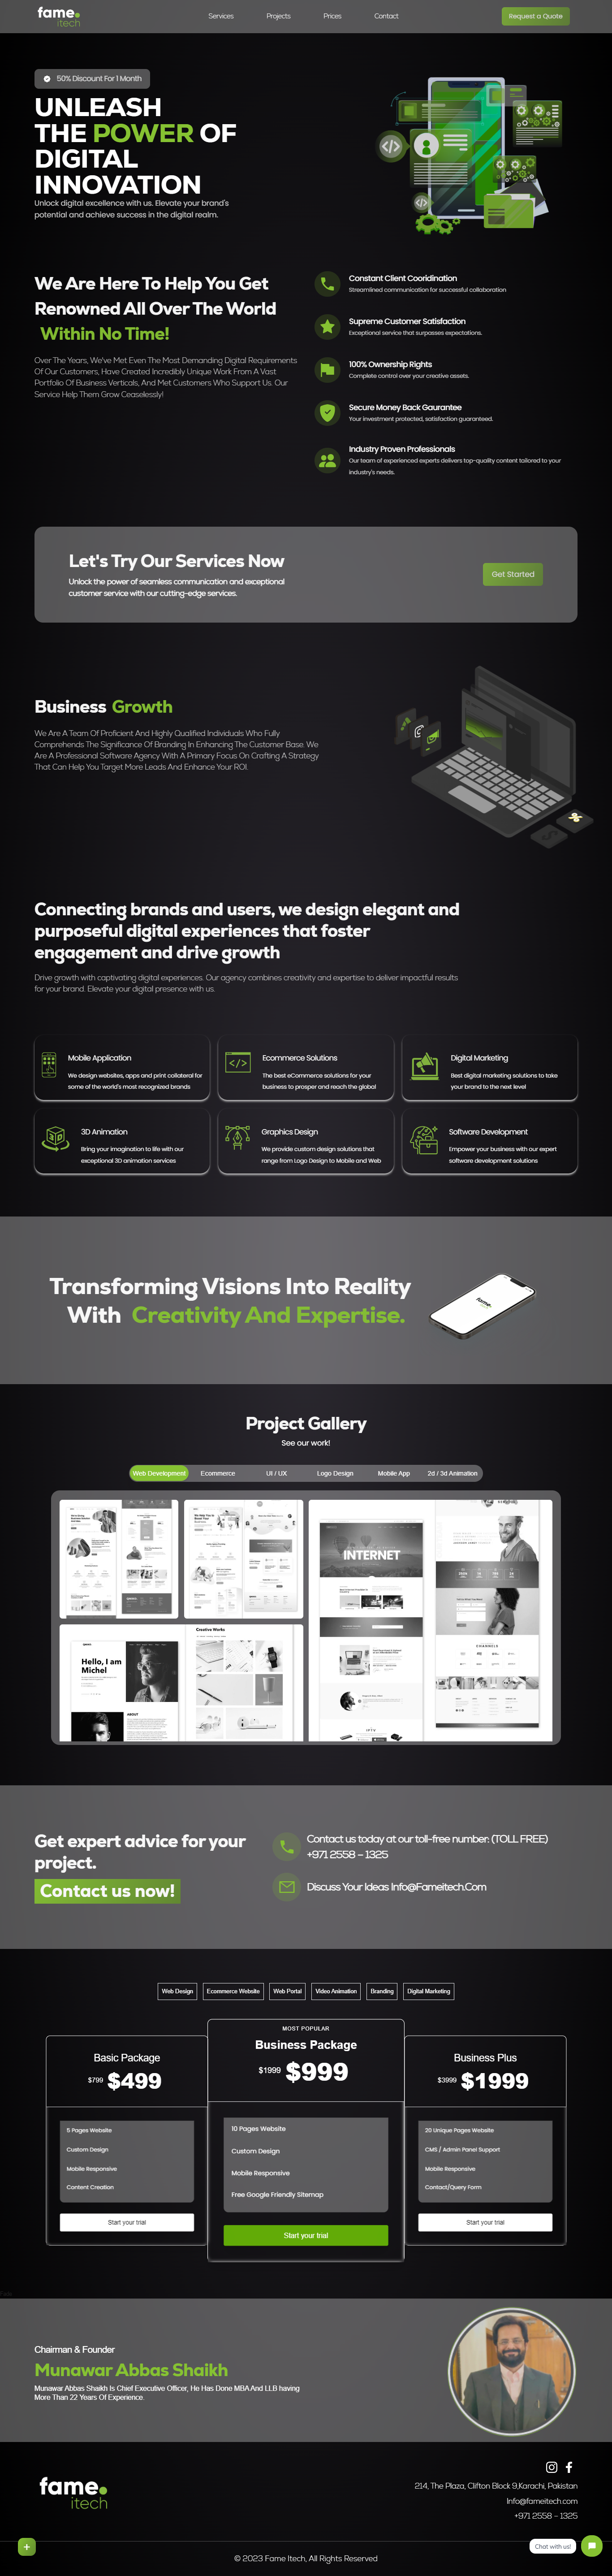 fame.
itech
Services
Projects
Prices
Contact
Request a Quote
50% Discount For 1 Month
UNLEASH
THE POWER OF
DIGITAL
INNOVATION
Unlock digital excellence with us. Elevate your brand's
potential and achieve success in the digital realm.
We Are Here To Help You Get
Renowned All Over The World
Within No Time!
Over The Years, We've Met Even The Most Demanding Digital Requirements
Of Our Customers, Have Created Incredibly Unique Work From A Vast
Portfolio Of Business Verticals, And Met Customers Who Support Us. Our
Service Help Them Grow Ceaselessly!
Constant Client Cooridination
Streamlined communication for successful collaboration
Supreme Customer Satisfaction
Exceptional service that surpasses expectations.
100% Ownership Rights
Complete control over your creative assets.
Secure Money Back Gaurantee
Your investment protected, satisfaction guaranteed.
Industry Proven Professionals
Our team of experienced experts delivers top-quality content tailored to your
industry's needs.
Let's Try Our Services Now
Unlock the power of seamless communication and exceptional
customer service with our cutting-edge services.
Get Started
Business Growth
We Are A Team Of Proficient And Highly Qualified Individuals Who Fully
Comprehends The Significance Of Branding In Enhancing The Customer Base. We
Are A Professional Software Agency With A Primary Focus On Crafting A Strategy
That Can Help You Target More Leads And Enhance Your ROI.
Connecting brands and users, we design elegant and
purposeful digital experiences that foster
engagement and drive growth
Drive growth with captivating digital experiences. Our agency combines creativity and expertise to deliver impactful results
for your brand. Elevate your digital presence with us.
Mobile Application
We design websites, apps and print collateral for
some of the world's most recognized brands
Ecommerce Solutions
The best eCommerce solutions for your
business to prosper and reach the global
Digital Marketing
Best digital marketing solutions to take
your brand to the next level
3D Animation
Bring your imagination to life with our
exceptional 3D animation services
Graphics Design
We provide custom design solutions that
range from Logo Design to Mobile and Web
Software Development
Empower your business with our expert
software development solutions
Transforming Visions Into Reality
With Creativity And Expertise.
fame.
Project Gallery
See our work!
Web Development
Ecommerce
UI / UX
Logo Design
Mobile App
2d / 3d Animation
INTERNET
CHANNELS
Creative Works
Hello, I am
Michel
ABOUT
Get expert advice for your
project.
Contact us now!
Contact us today at our toll-free number: (TOLL FREE)
+971 2558 – 1325
Discuss Your Ideas Info@Fameitech.Com
Web Design
Ecommerce Website
Web Portal
Video Animation
Branding
Digital Marketing
Basic Package
$799 $499
5 Pages Website
Custom Design
Mobile Responsive
Content Creation
Start your trial
MOST POPULAR
Business Package
$1999 $999
10 Pages Website
Custom Design
Mobile Responsive
Free Google Friendly Sitemap
Start your trial
Business Plus
$3999 $1999
20 Unique Pages Website
CMS / Admin Panel Support
Mobile Responsive
Contact/Query Form
Start your trial
Chairman & Founder
Munawar Abbas Shaikh
Munawar Abbas Shaikh Is Chief Executive Officer, He Has Done MBA And LLB having
More Than 22 Years Of Experience.
fame.
itech
214, The Plaza, Clifton Block 9,Karachi, Pakistan
Info@fameitech.com
+971 2558 – 1325
Chat with us!
© 2023 Fame Itech, All Rights Reserved